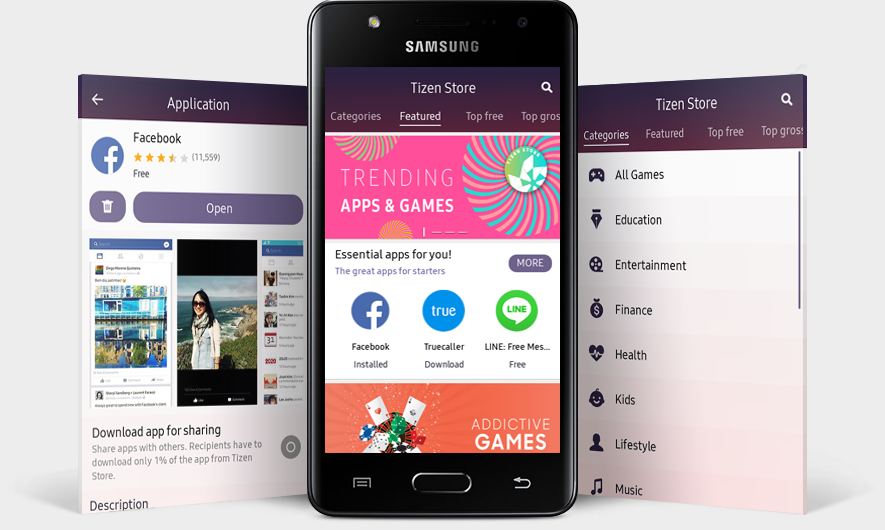 Application
Facebook
(11,559)
Free
Open
Download app for sharing
Share apps with others. Recipients have to
download only 1% of the app from Tizen
Store.
Description
SAMSUNG
Tizen Store
Categories
Featured
Top free
Top gros
TIZEN STORE
TRENDING
APPS & GAMES
Essential apps for you!
The great apps for starters
MORE
true
LINE
Facebook
Truecaller
LINE: Free Mes...
Installed
Download
Free
ADDICTIVE
GAMES
Tizen Store
Categories
Featured
Top free
Top gross
All Games
Education
Entertainment
Finance
Health
Kids
Lifestyle
Music